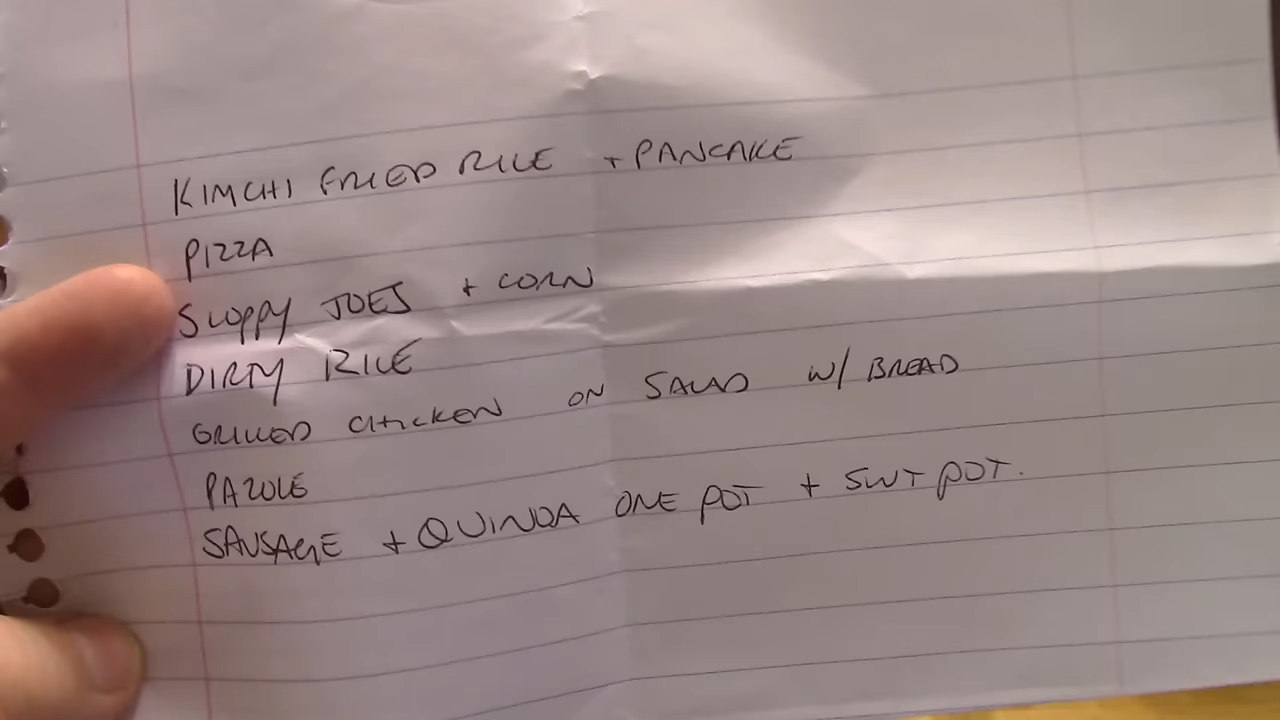 KIMCHI FRIED RICE + PANCAKE
PIZZA
SLOPPY JOES + CORN
DIRTY RICE
GRILLED CHICKEN ON SALAD W/ BREAD
PAZOLE
SAUSAGE + QUINOA ONE POT + SWT POT.